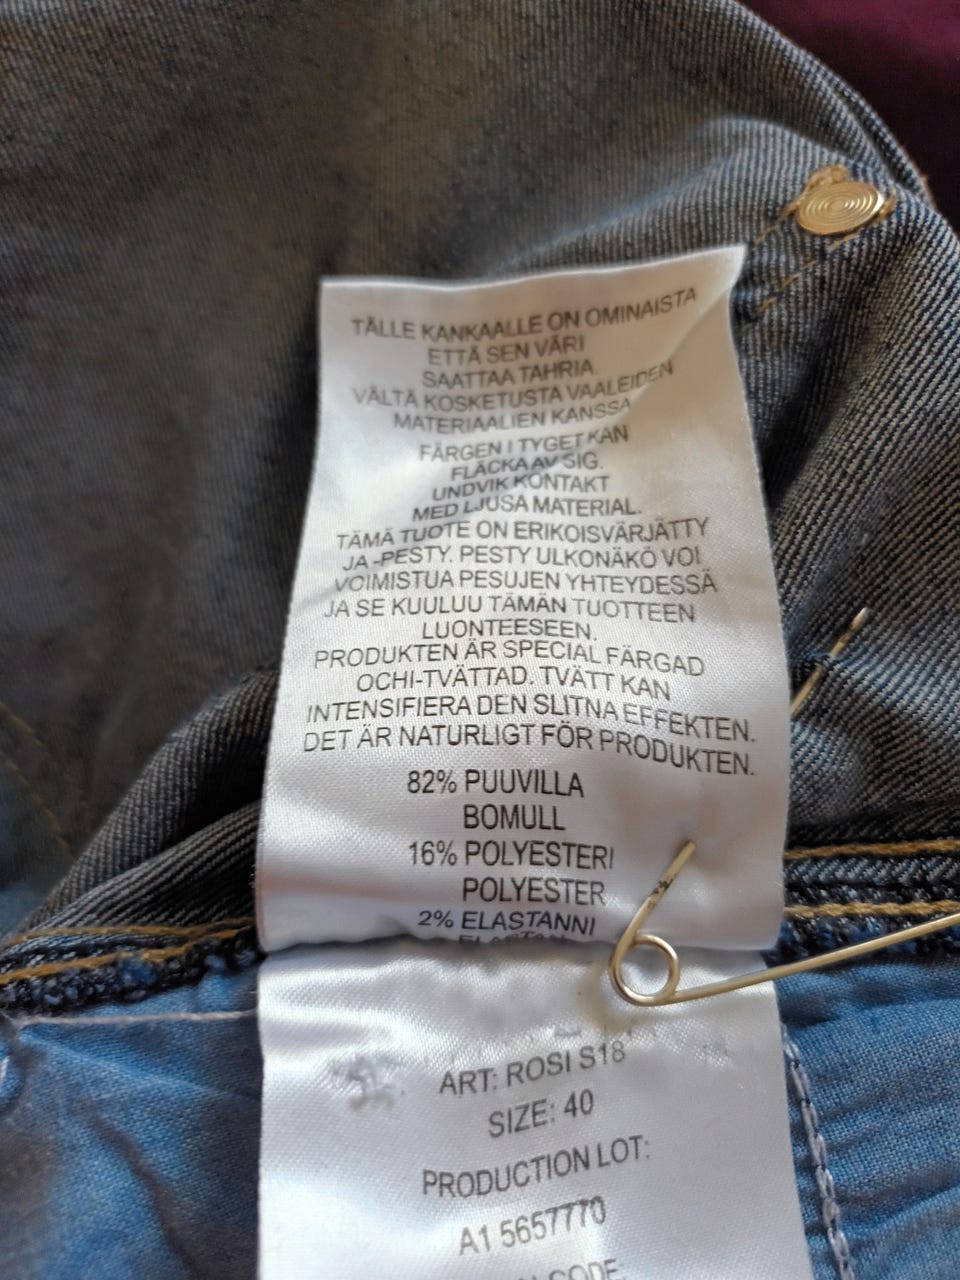 TÄLLE KANKAALLE ON OMINAISTA
ETTÄ SEN VÄRI
SAATTAA TAHRIA.
VÄLTÄ KOSKETUSTA VAALEIDEN
MATERIAALIEN KANSSA
FÄRGEN I TYGET KAN
FLÄCKA AV SIG.
UNDVIK KONTAKT
MED LJUSA MATERIAL.
TÄMÄ TUOTE ON ERIKOISVÄRJÄTTY
JA -PESTY. PESTY ULKONÄKÖ VOI
VOIMISTUA PESUJEN YHTEYDESSÄ
JA SE KUULUU TÄMÄN TUOTTEEN
LUONTEESEEN.
PRODUKTEN ÄR SPECIAL FÄRGAD
OCHI-TVÄTTAD. TVÄTT KAN
INTENSIFIERA DEN SLITNA EFFEKTEN.
DET ÄR NATURLIGT FÖR PRODUKTEN.
82% PUUVILLA
BOMULL
16% POLYESTERI
POLYESTER
2% ELASTANNI
ART: ROSI S18
SIZE: 40
PRODUCTION LOT:
A1 5657770
CODE